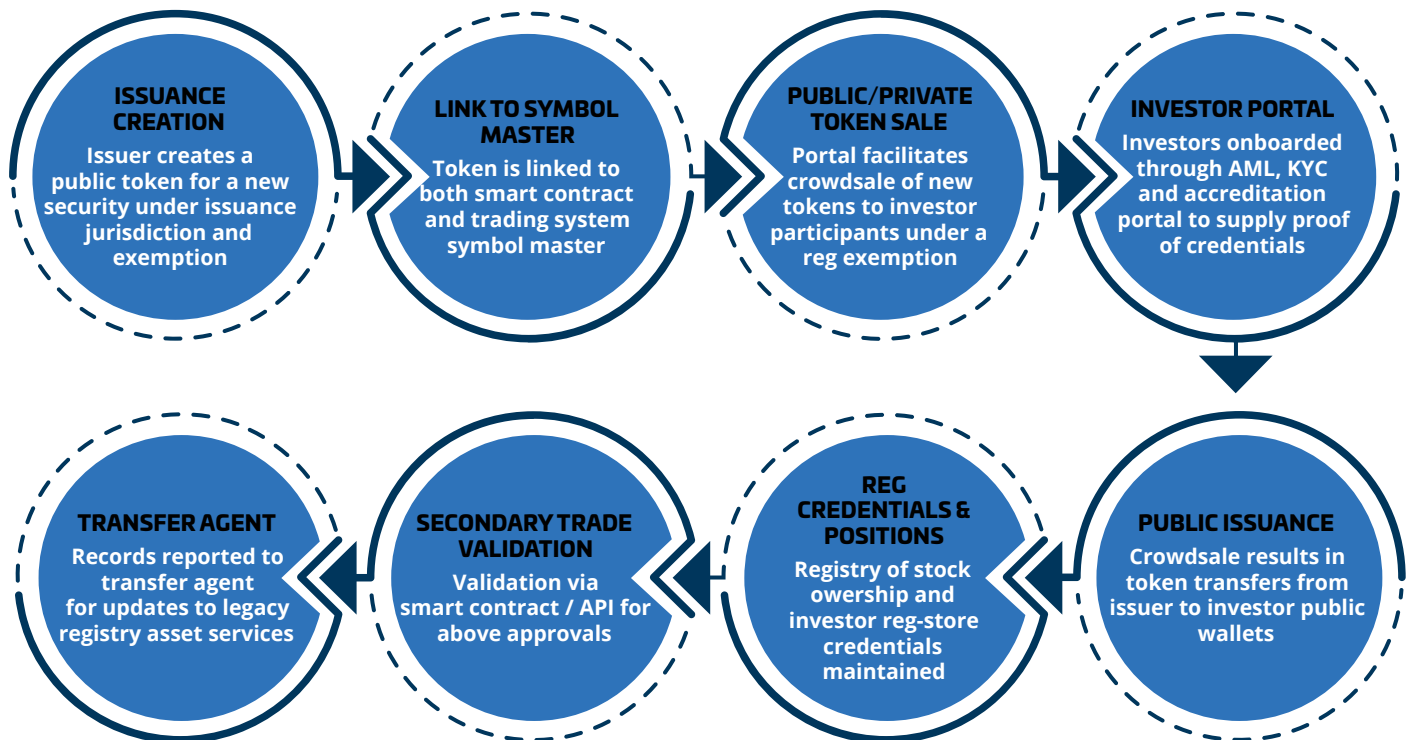 ISSUANCE
CREATION
Issuer creates a
public token for a new
security under issuance
jurisdiction and
exemption
LINK TO SYMBOL
MASTER
Token is linked to
both smart contract
and trading system
symbol master
PUBLIC/PRIVATE
TOKEN SALE
Portal facilitates
crowdsale of new
tokens to investor
participants under a
reg exemption
INVESTOR PORTAL
Investors onboarded
through AML, KYC
and accreditation
portal to supply proof
of credentials
TRANSFER AGENT
Records reported to
transfer agent
for updates to legacy
registry asset services
SECONDARY TRADE
VALIDATION
Validation via
smart contract / API for
above approvals
REG
CREDENTIALS &
POSITIONS
Registry of stock
owership and
investor reg-store
credentials
maintained
PUBLIC ISSUANCE
Crowdsale results in
token transfers from
issuer to investor public
wallets